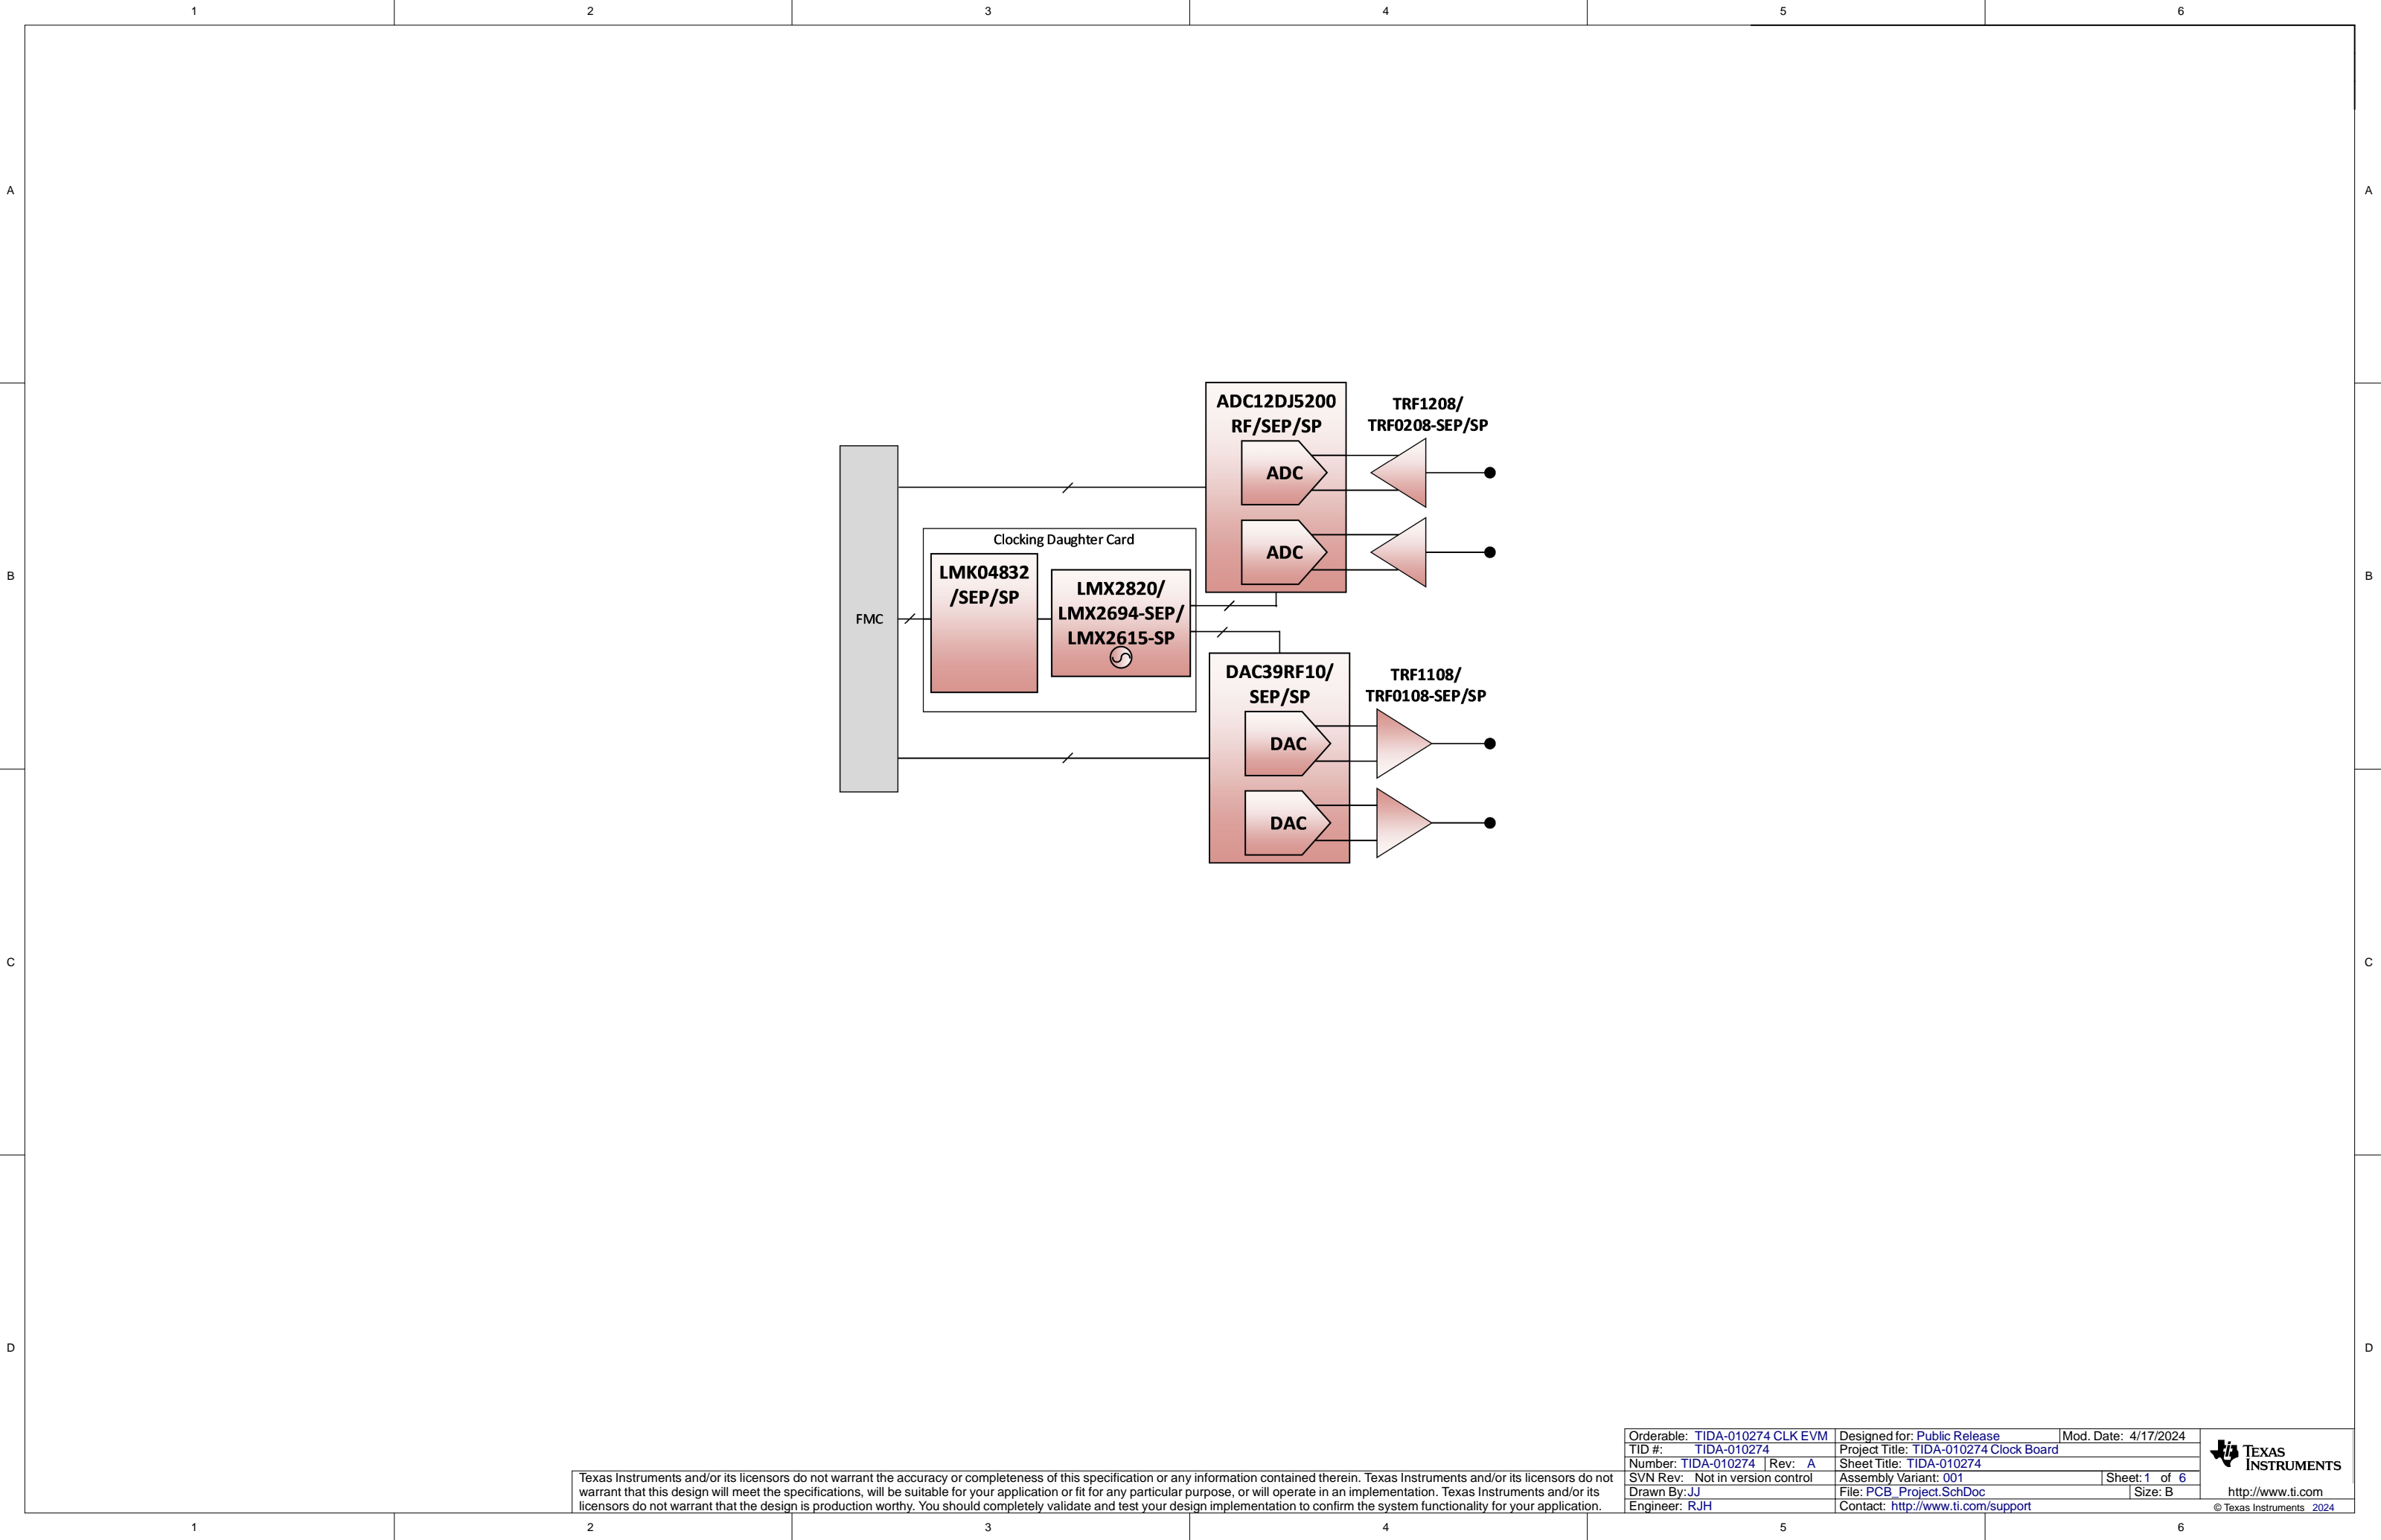 1 2 3 4 5 6
A A
ADC12DJ5200
RF/SEP/SP
ADC
ADC
TRF1208/
TRF0208-SEP/SP
B B
FMC
Clocking Daughter Card
LMK04832
/SEP/SP
LMX2820/
LMX2694-SEP/
LMX2615-SP
DAC39RF10/
SEP/SP
DAC
DAC
TRF1108/
TRF0108-SEP/SP
C C
D D
Texas Instruments and/or its licensors do not warrant the accuracy or completeness of this specification or any information contained therein. Texas Instruments and/or its licensors do not
warrant that this design will meet the specifications, will be suitable for your application or fit for any particular purpose, or will operate in an implementation. Texas Instruments and/or its
licensors do not warrant that the design is production worthy. You should completely validate and test your design implementation to confirm the system functionality for your application.
Orderable: TIDA-010274 CLK EVM Designed for: Public Release Mod. Date: 4/17/2024
TID #: TIDA-010274 Project Title: TIDA-010274 Clock Board
Number: TIDA-010274 Rev: A Sheet Title: TIDA-010274
SVN Rev: Not in version control Assembly Variant: 001 Sheet: 1 of 6
Drawn By: JJ File: PCB_Project.SchDoc Size: B
Engineer: RJH Contact: http://www.ti.com/support
TEXAS
INSTRUMENTS
http://www.ti.com
© Texas Instruments 2024
1 2 3 4 5 6